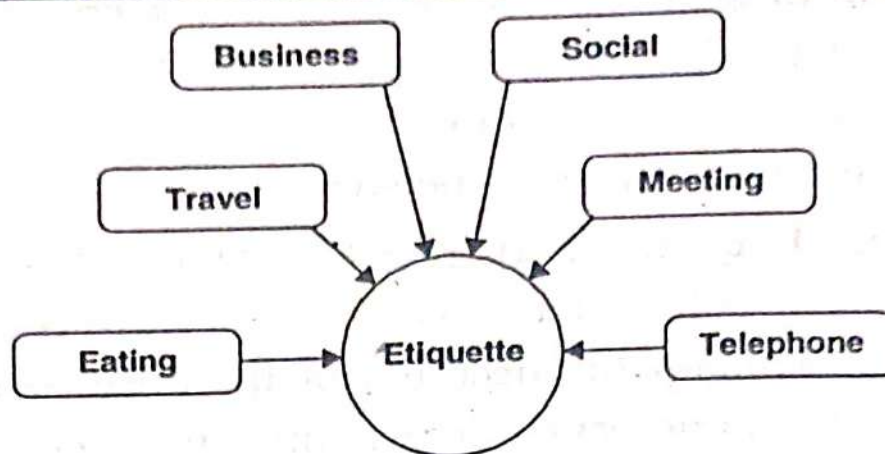 Business
Social
Travel
Meeting
Eating
Etiquette
Telephone